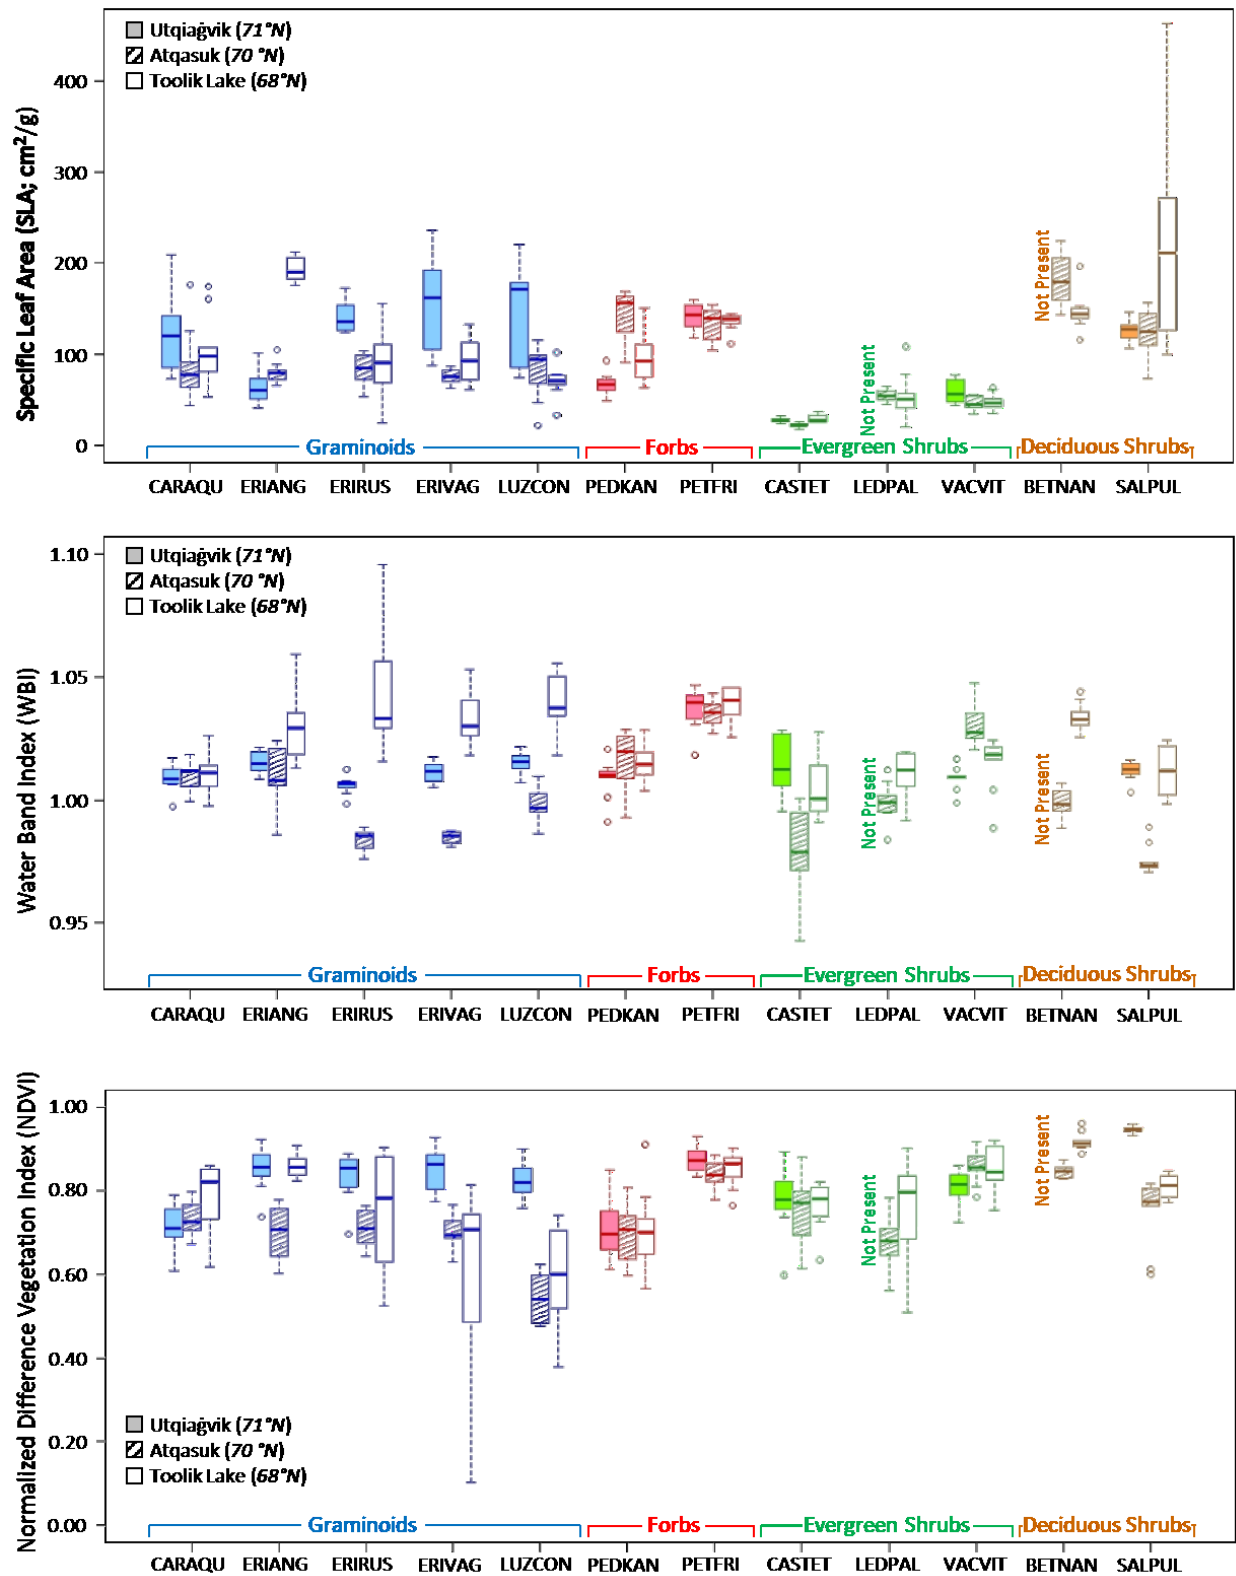 Utqiaġvik (71°N)
Atqasuk (70 °N)
Toolik Lake (68°N)
Specific Leaf Area (SLA; cm²/g)
400
300
200
100
0
Not Present
Not Present
Graminoids
Forbs
Evergreen Shrubs
Deciduous Shrubs
CARAQU ERIANG ERIRUS ERIVAG LUZCON PEDKAN PETFRI CASTET LEDPAL VACVIT BETNAN SALPUL
Utqiaġvik (71°N)
Atqasuk (70 °N)
Toolik Lake (68°N)
Water Band Index (WBI)
1.10
1.05
1.00
0.95
Not Present
Not Present
Graminoids
Forbs
Evergreen Shrubs
Deciduous Shrubs
CARAQU ERIANG ERIRUS ERIVAG LUZCON PEDKAN PETFRI CASTET LEDPAL VACVIT BETNAN SALPUL
Normalized Difference Vegetation Index (NDVI)
1.00
0.80
0.60
0.40
0.20
0.00
Not Present
Not Present
Utqiaġvik (71°N)
Atqasuk (70 °N)
Toolik Lake (68°N)
Graminoids
Forbs
Evergreen Shrubs
Deciduous Shrubs
CARAQU ERIANG ERIRUS ERIVAG LUZCON PEDKAN PETFRI CASTET LEDPAL VACVIT BETNAN SALPUL